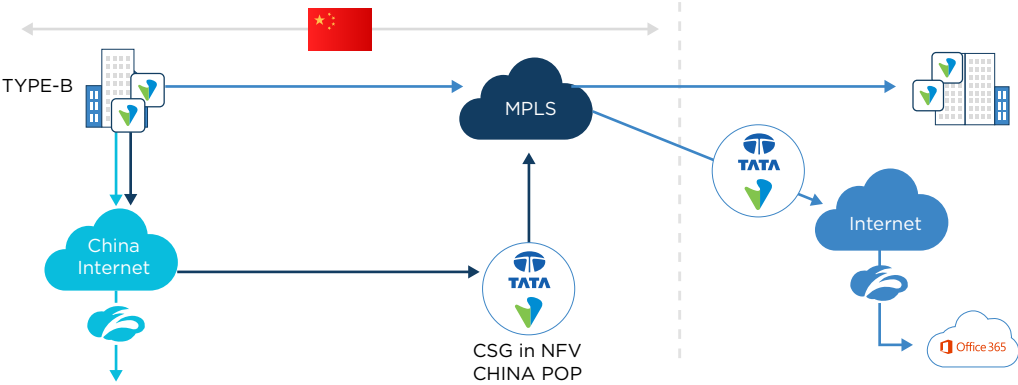 TYPE-B
MPLS
TATA
Internet
China
Internet
TATA
Office 365
CSG in NFV
CHINA POP